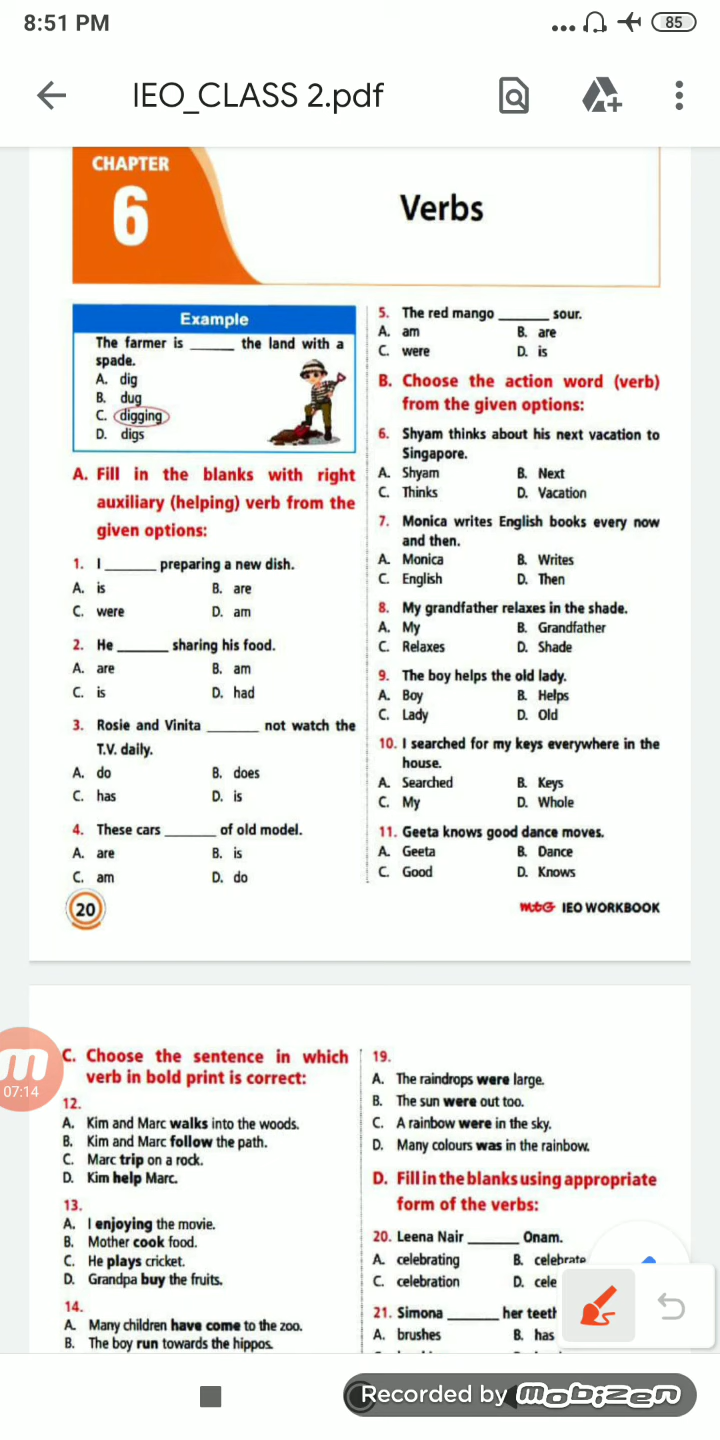 8:51 PM
85
IEO_CLASS 2.pdf
CHAPTER
6
Verbs
Example
The farmer is ______ the land with a
spade.
A. dig
B. dug
C. digging
D. digs
A. Fill in the blanks with right
auxiliary (helping) verb from the
given options:
1. I _______ preparing a new dish.
A. is B. are
C. were D. am
2. He _______ sharing his food.
A. are B. am
C. is D. had
3. Rosie and Vinita _______ not watch the
T.V. daily.
A. do B. does
C. has D. is
4. These cars _______ of old model.
A. are B. is
C. am D. do
20
5. The red mango _______ sour.
A. am B. are
C. were D. is
B. Choose the action word (verb)
from the given options:
6. Shyam thinks about his next vacation to
Singapore.
A. Shyam B. Next
C. Thinks D. Vacation
7. Monica writes English books every now
and then.
A. Monica B. Writes
C. English D. Then
8. My grandfather relaxes in the shade.
A. My B. Grandfather
C. Relaxes D. Shade
9. The boy helps the old lady.
A. Boy B. Helps
C. Lady D. Old
10. I searched for my keys everywhere in the
house.
A. Searched B. Keys
C. My D. Whole
11. Geeta knows good dance moves.
A. Geeta B. Dance
C. Good D. Knows
MtG IEO WORKBOOK
07:14
C. Choose the sentence in which
verb in bold print is correct:
12.
A. Kim and Marc walks into the woods.
B. Kim and Marc follow the path.
C. Marc trip on a rock.
D. Kim help Marc.
13.
A. I enjoying the movie.
B. Mother cook food.
C. He plays cricket.
D. Grandpa buy the fruits.
14.
A. Many children have come to the zoo.
B. The boy run towards the hippos.
19.
A. The raindrops were large.
B. The sun were out too.
C. A rainbow were in the sky.
D. Many colours was in the rainbow.
D. Fill in the blanks using appropriate
form of the verbs:
20. Leena Nair _______ Onam.
A. celebrating B. celebrate
C. celebration D. cele
21. Simona _______ her teeth
A. brushes B. has
Recorded by mobizen